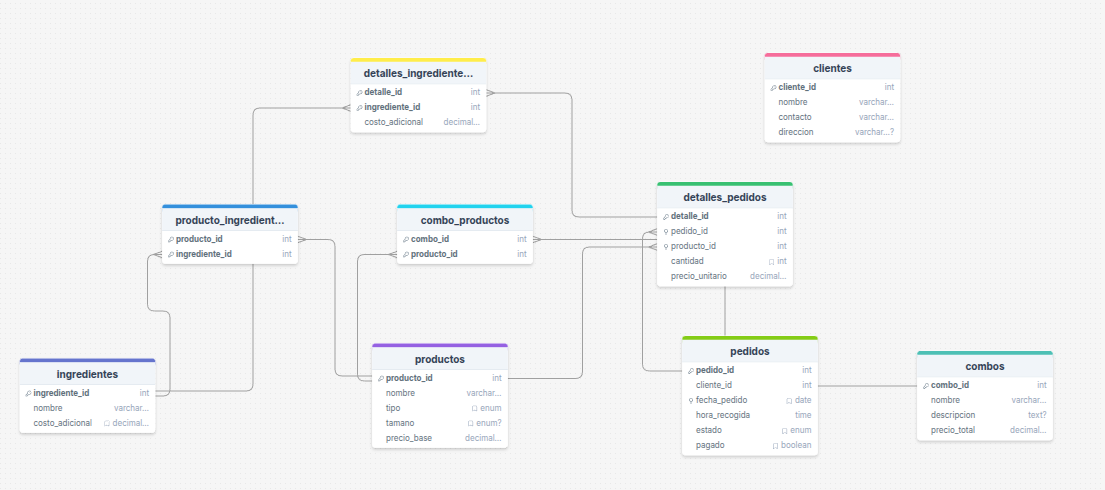 detalles_ingrediente...
detalle_id int
ingrediente_id int
costo_adicional decimal...
clientes
cliente_id int
nombre varchar...
contacto varchar...
direccion varchar...?
detalles_pedidos
detalle_id int
pedido_id int
producto_id int
cantidad int
precio_unitario decimal...
producto_ingredient...
producto_id int
ingrediente_id int
combo_productos
combo_id int
producto_id int
productos
producto_id int
nombre varchar...
tipo enum
tamano enum?
precio_base decimal...
pedidos
pedido_id int
cliente_id int
fecha_pedido date
hora_recogida time
estado enum
pagado boolean
combos
combo_id int
nombre varchar...
descripcion text?
precio_total decimal...
ingredientes
ingrediente_id int
nombre varchar...
costo_adicional decimal...